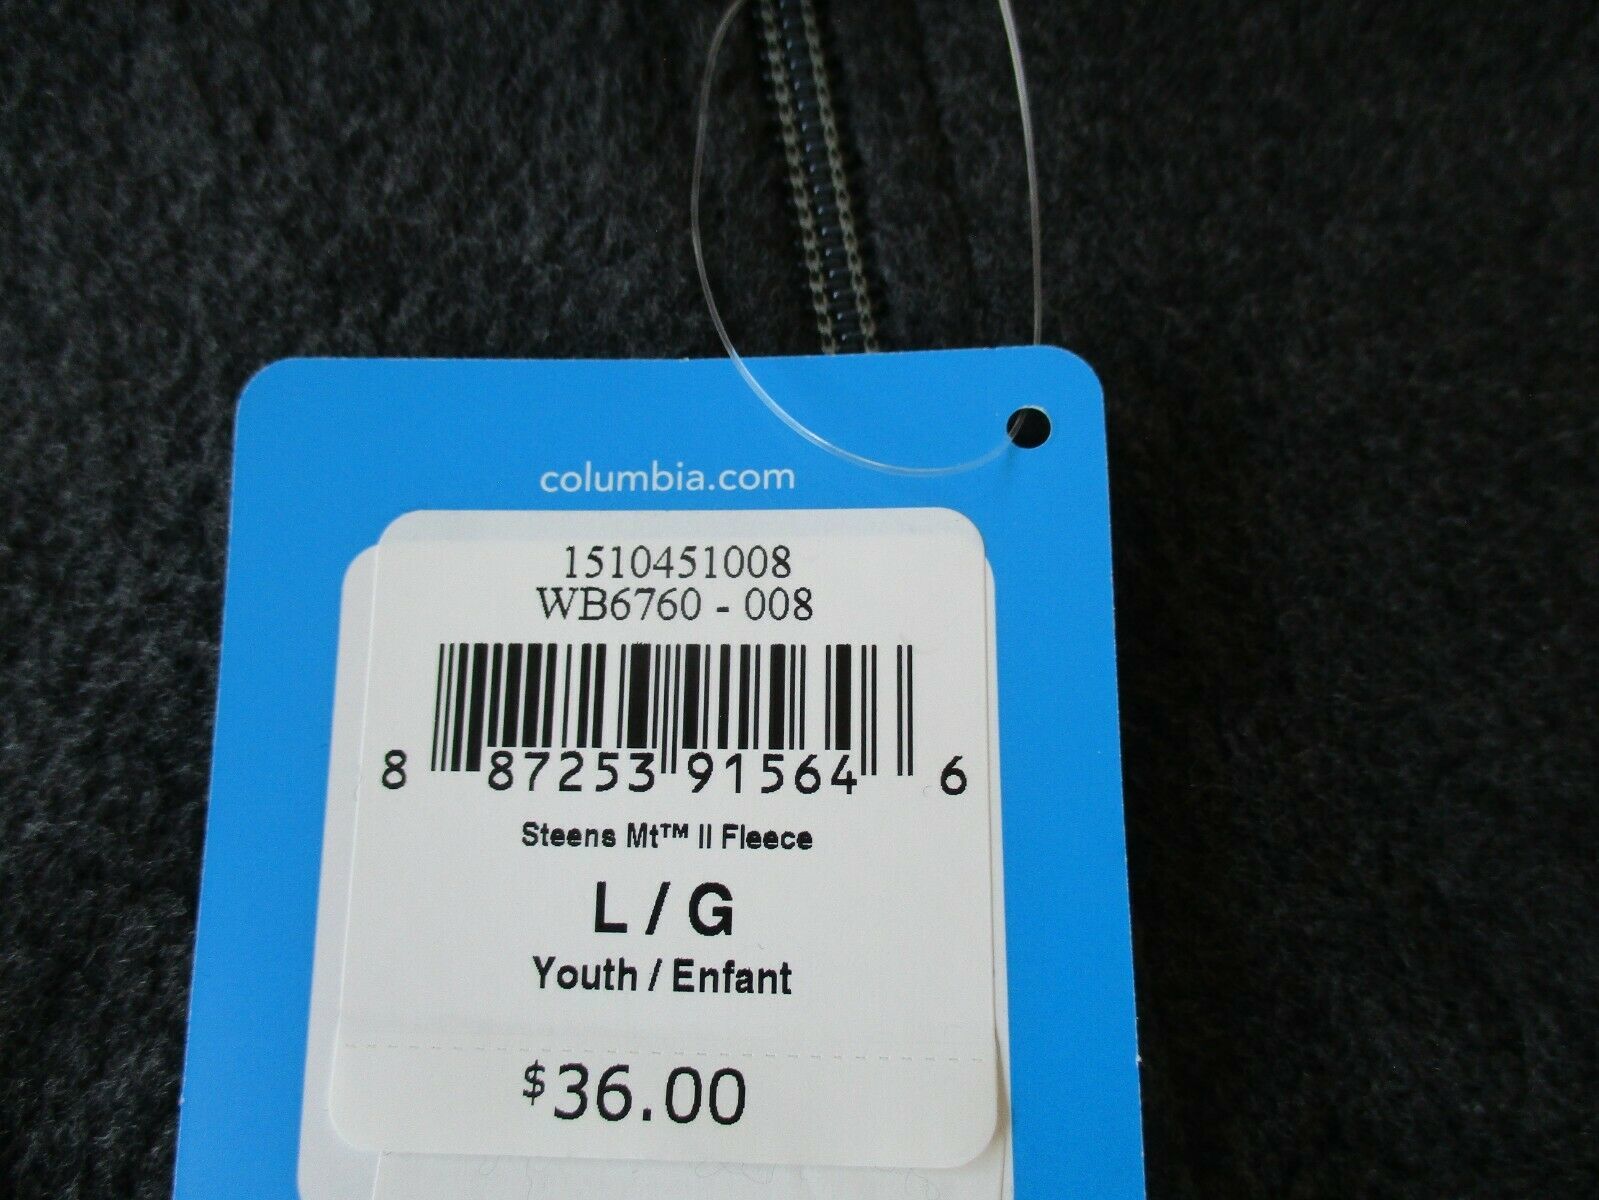 columbia.com
1510451008
WB6760 - 008
8 87253 91564 6
Steens Mt™ II Fleece
L / G
Youth / Enfant
$36.00